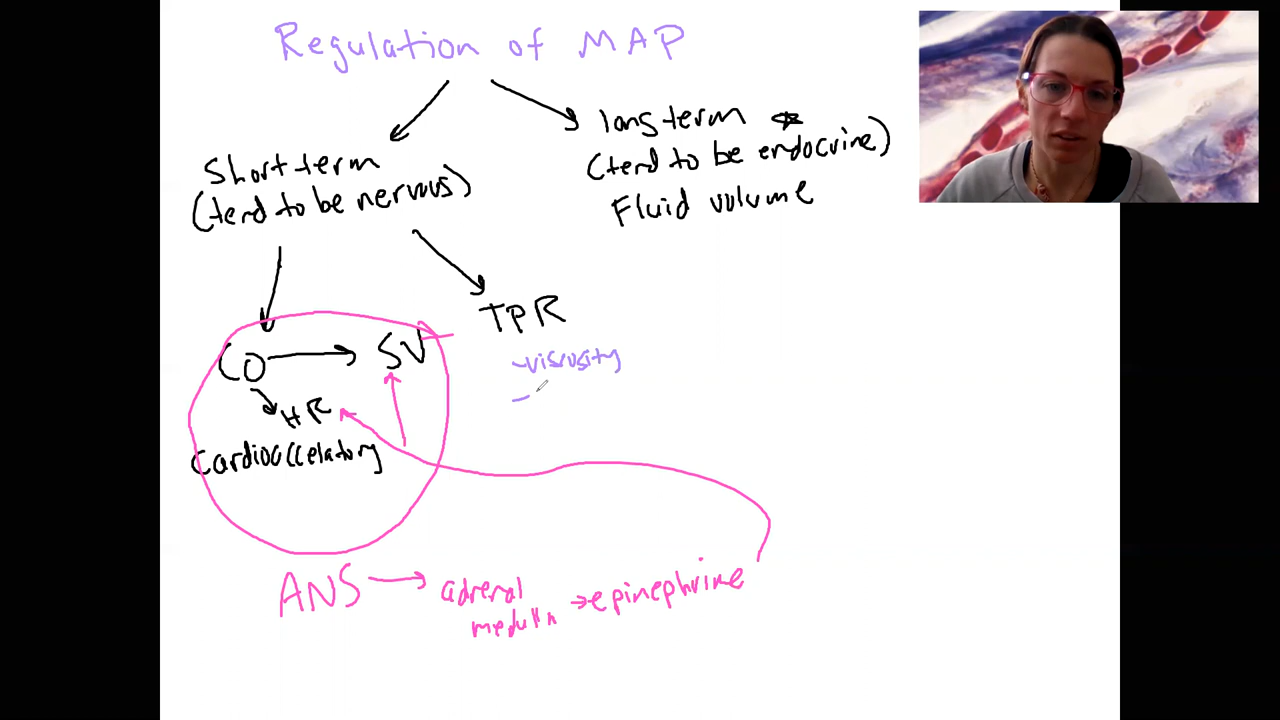 Regulation of MAP
Short term
(tend to be nervous)
long term
(tend to be endocrine)
Fluid volume
CO
SV
HR
Cardioaccelatory
TPR
-viscosity
-
ANS
adrenal
medulla
epinephrine